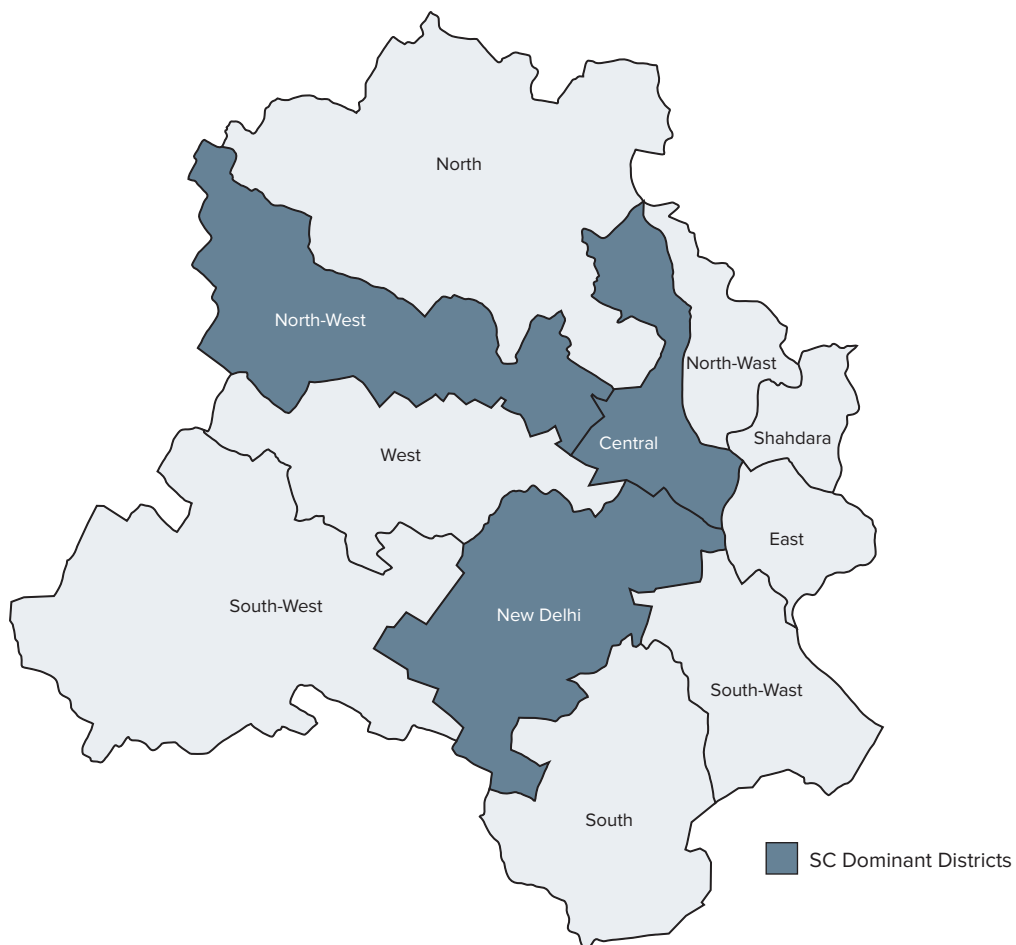 North
North-West
North-Wast
Central
Shahdara
West
East
South-West
New Delhi
South-Wast
South
SC Dominant Districts